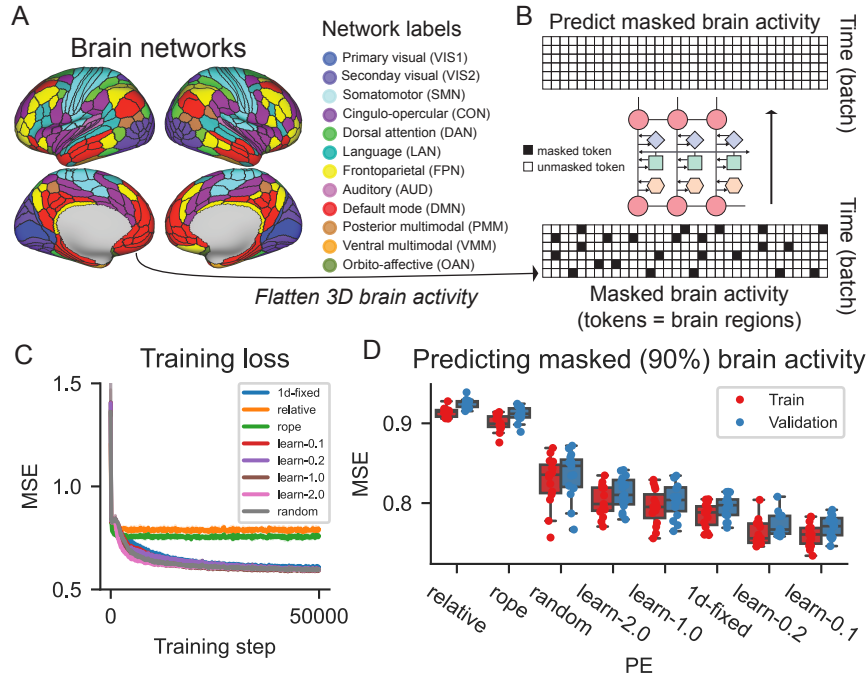 A
Brain networks
Network labels
Primary visual (VIS1)
Seconday visual (VIS2)
Somatomotor (SMN)
Cingulo-opercular (CON)
Dorsal attention (DAN)
Language (LAN)
Frontoparietal (FPN)
Auditory (AUD)
Default mode (DMN)
Posterior multimodal (PMM)
Ventral multimodal (VMM)
Orbito-affective (OAN)
Flatten 3D brain activity
B
Predict masked brain activity
Time (batch)
masked token
unmasked token
Time (batch)
Masked brain activity
(tokens = brain regions)
C
Training loss
1.5
1.0
0.5
MSE
1d-fixed
relative
rope
learn-0.1
learn-0.2
learn-1.0
learn-2.0
random
0
50000
Training step
D
Predicting masked (90%) brain activity
Train
Validation
0.9
0.8
MSE
relative
rope
random
learn-2.0
learn-1.0
1d-fixed
learn-0.2
learn-0.1
PE